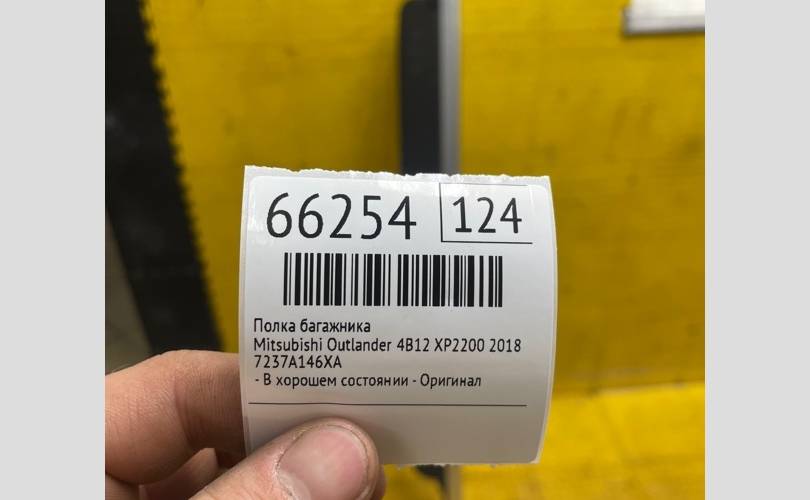 66254 124
Полка багажника
Mitsubishi Outlander 4B12 XP2200 2018
7237A146XA
- В хорошем состоянии - Оригинал